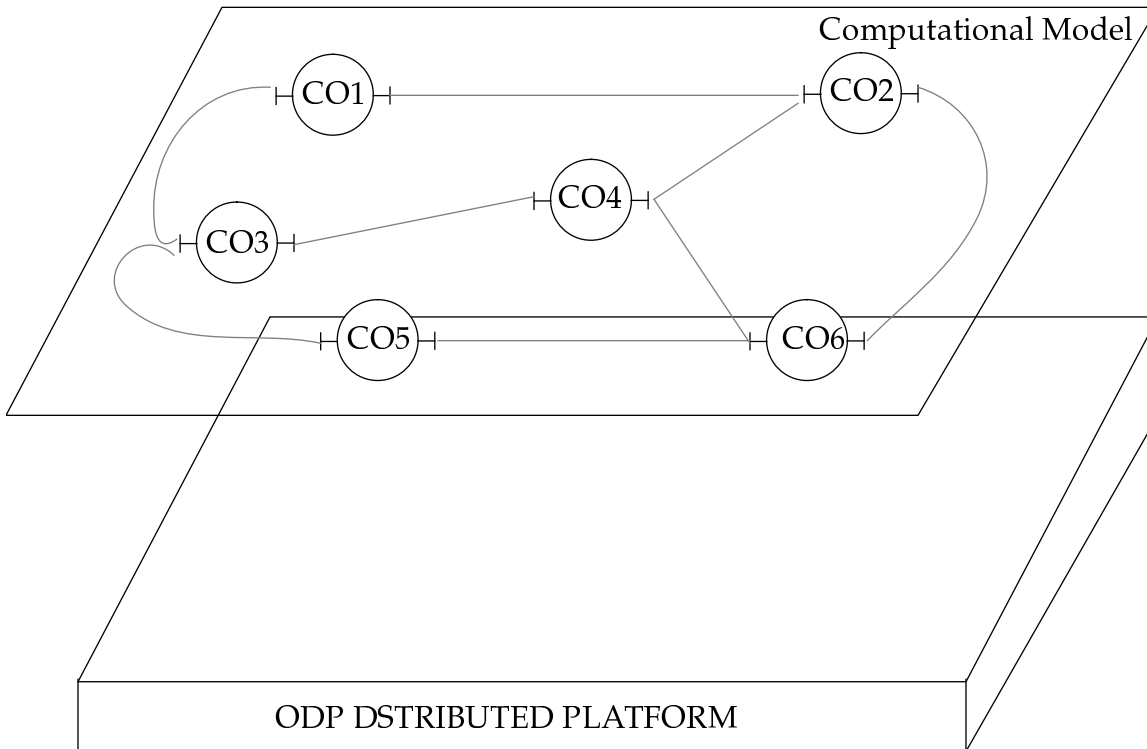 Computational Model
CO1
CO2
CO4
CO3
CO5
CO6
ODP DSTRIBUTED PLATFORM